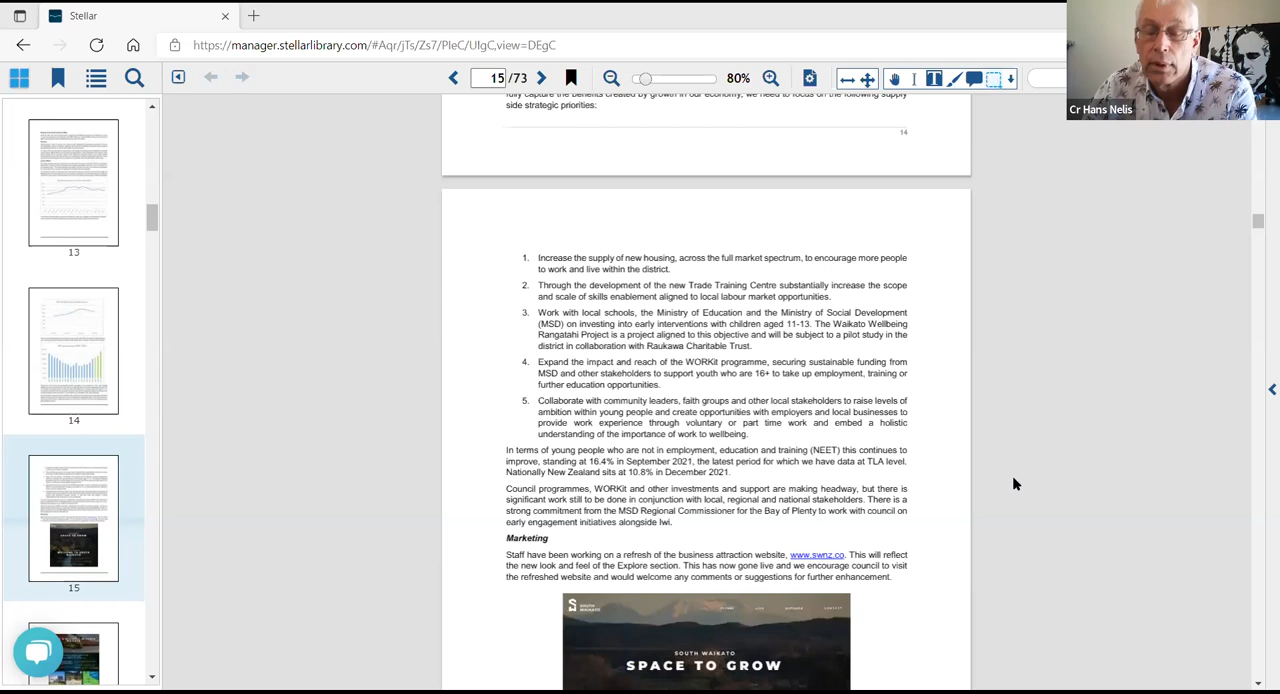 Stellar
https://manager.stellarlibrary.com/#Aqr/jTs/Zs7/PIeC/UIgC,view=DEgC
15 /73
80%
Cr Hans Nelis
fully capture the benefits created by growth in our economy, we need to focus on the following supply
side strategic priorities:
14
1. Increase the supply of new housing, across the full market spectrum, to encourage more people
to work and live within the district.
2. Through the development of the new Trade Training Centre substantially increase the scope
and scale of skills enablement aligned to local labour market opportunities.
3. Work with local schools, the Ministry of Education and the Ministry of Social Development
(MSD) on investing into early interventions with children aged 11-13. The Waikato Wellbeing
Rangatahi Project is a project aligned to this objective and will be subject to a pilot study in the
district in collaboration with Raukawa Charitable Trust.
4. Expand the impact and reach of the WORKit programme, securing sustainable funding from
MSD and other stakeholders to support youth who are 16+ to take up employment, training or
further education opportunities.
5. Collaborate with community leaders, faith groups and other local stakeholders to raise levels of
ambition within young people and create opportunities with employers and local businesses to
provide work experience through voluntary or part time work and embed a holistic
understanding of the importance of work to wellbeing.
In terms of young people who are not in employment, education and training (NEET) this continues to
improve, standing at 16.4% in September 2021, the latest period for which we have data at TLA level.
Nationally New Zealand sits at 10.8% in December 2021.
Council programmes, WORKit and other investments and support are making headway, but there is
significant work still to be done in conjunction with local, regional and national stakeholders. There is a
strong commitment from the MSD Regional Commissioner for the Bay of Plenty to work with council on
early engagement initiatives alongside Iwi.
Marketing
Staff have been working on a refresh of the business attraction website, www.swnz.co. This will reflect
the new look and feel of the Explore section. This has now gone live and we encourage council to visit
the refreshed website and would welcome any comments or suggestions for further enhancement.
SOUTH
WAIKATO
CONTACT
SOUTH WAIKATO
SPACE TO GROW
13
14
15